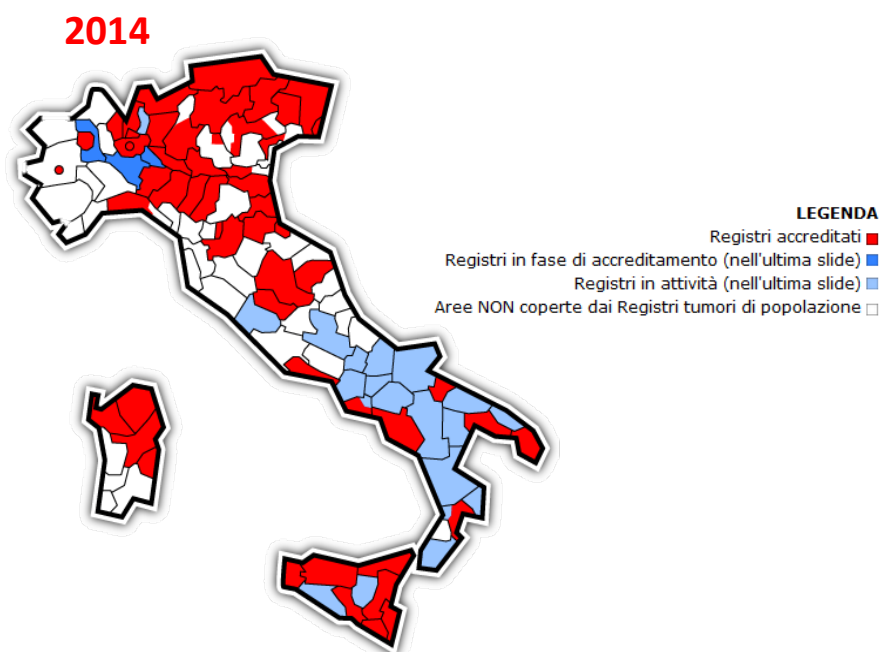 2014
LEGENDA
Registri accreditati
Registri in fase di accreditamento (nell'ultima slide)
Registri in attività (nell'ultima slide)
Aree NON coperte dai Registri tumori di popolazione